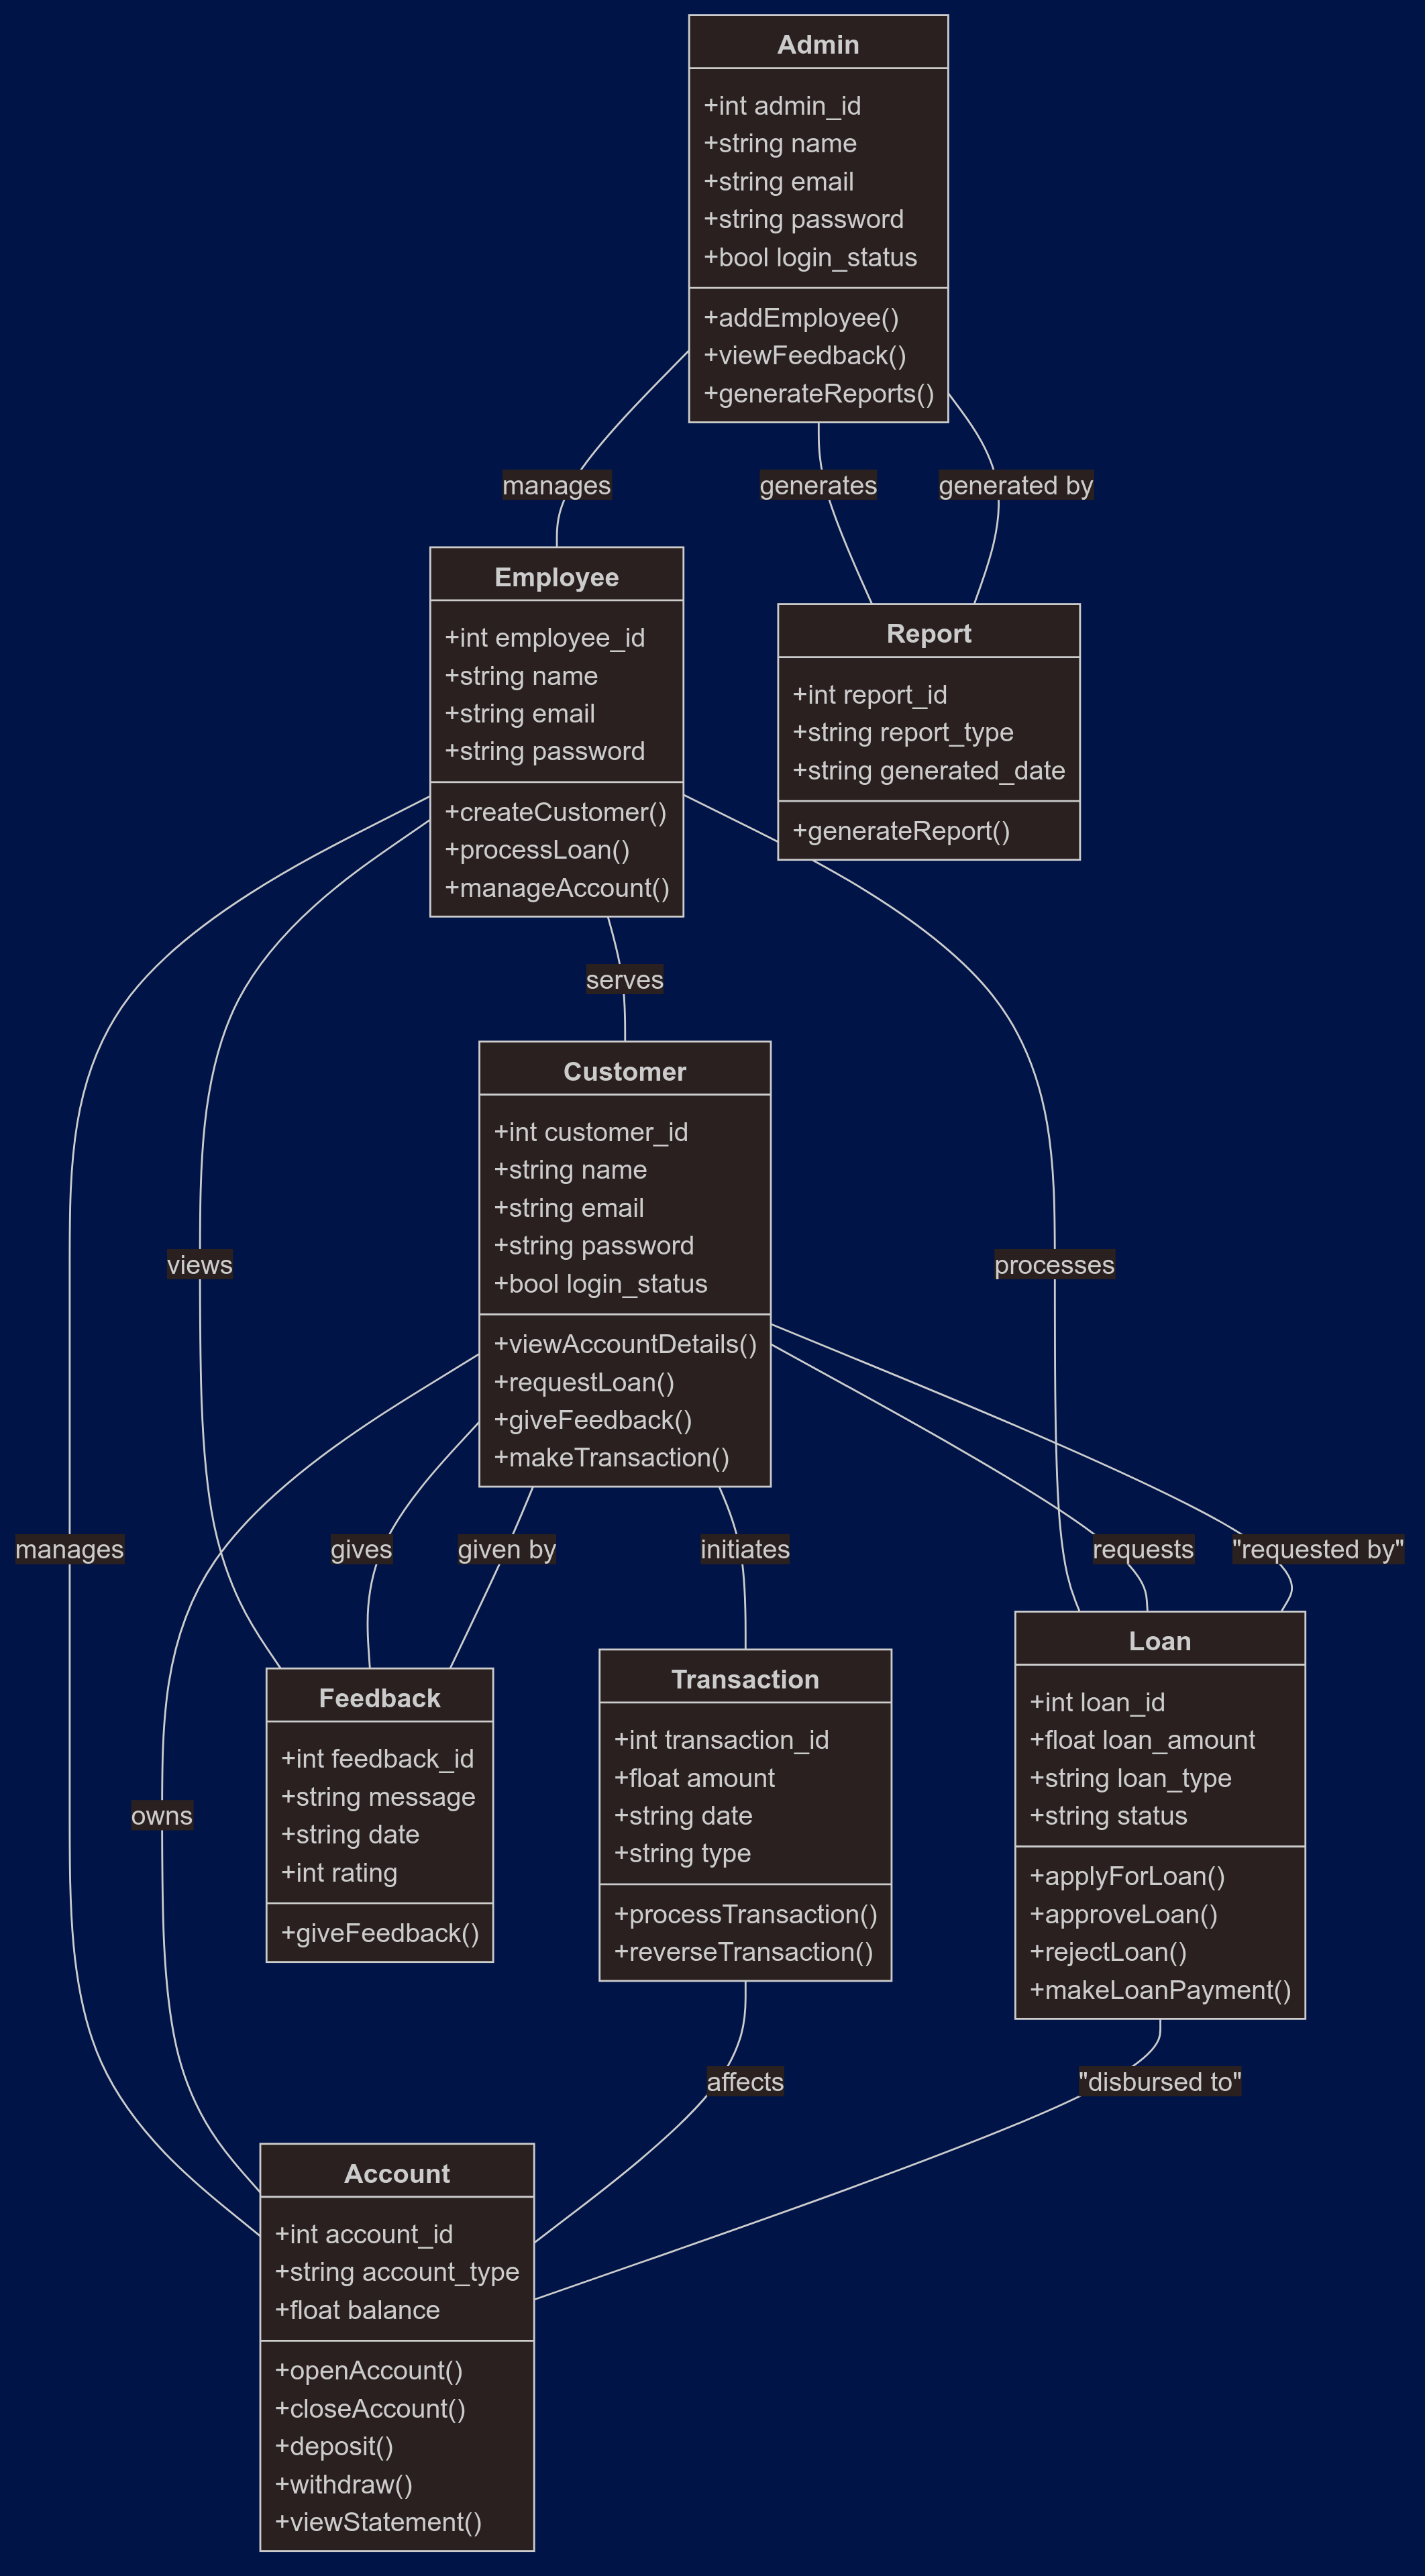 Admin
+int admin_id
+string name
+string email
+string password
+bool login_status
+addEmployee()
+viewFeedback()
+generateReports()
manages
generates
generated by
Employee
+int employee_id
+string name
+string email
+string password
+createCustomer()
+processLoan()
+manageAccount()
Report
+int report_id
+string report_type
+string generated_date
+generateReport()
serves
Customer
+int customer_id
+string name
+string email
+string password
+bool login_status
+viewAccountDetails()
+requestLoan()
+giveFeedback()
+makeTransaction()
views
processes
manages
gives
given by
initiates
requests
"requested by"
Feedback
+int feedback_id
+string message
+string date
+int rating
+giveFeedback()
Transaction
+int transaction_id
+float amount
+string date
+string type
+processTransaction()
+reverseTransaction()
Loan
+int loan_id
+float loan_amount
+string loan_type
+string status
+applyForLoan()
+approveLoan()
+rejectLoan()
+makeLoanPayment()
owns
affects
"disbursed to"
Account
+int account_id
+string account_type
+float balance
+openAccount()
+closeAccount()
+deposit()
+withdraw()
+viewStatement()